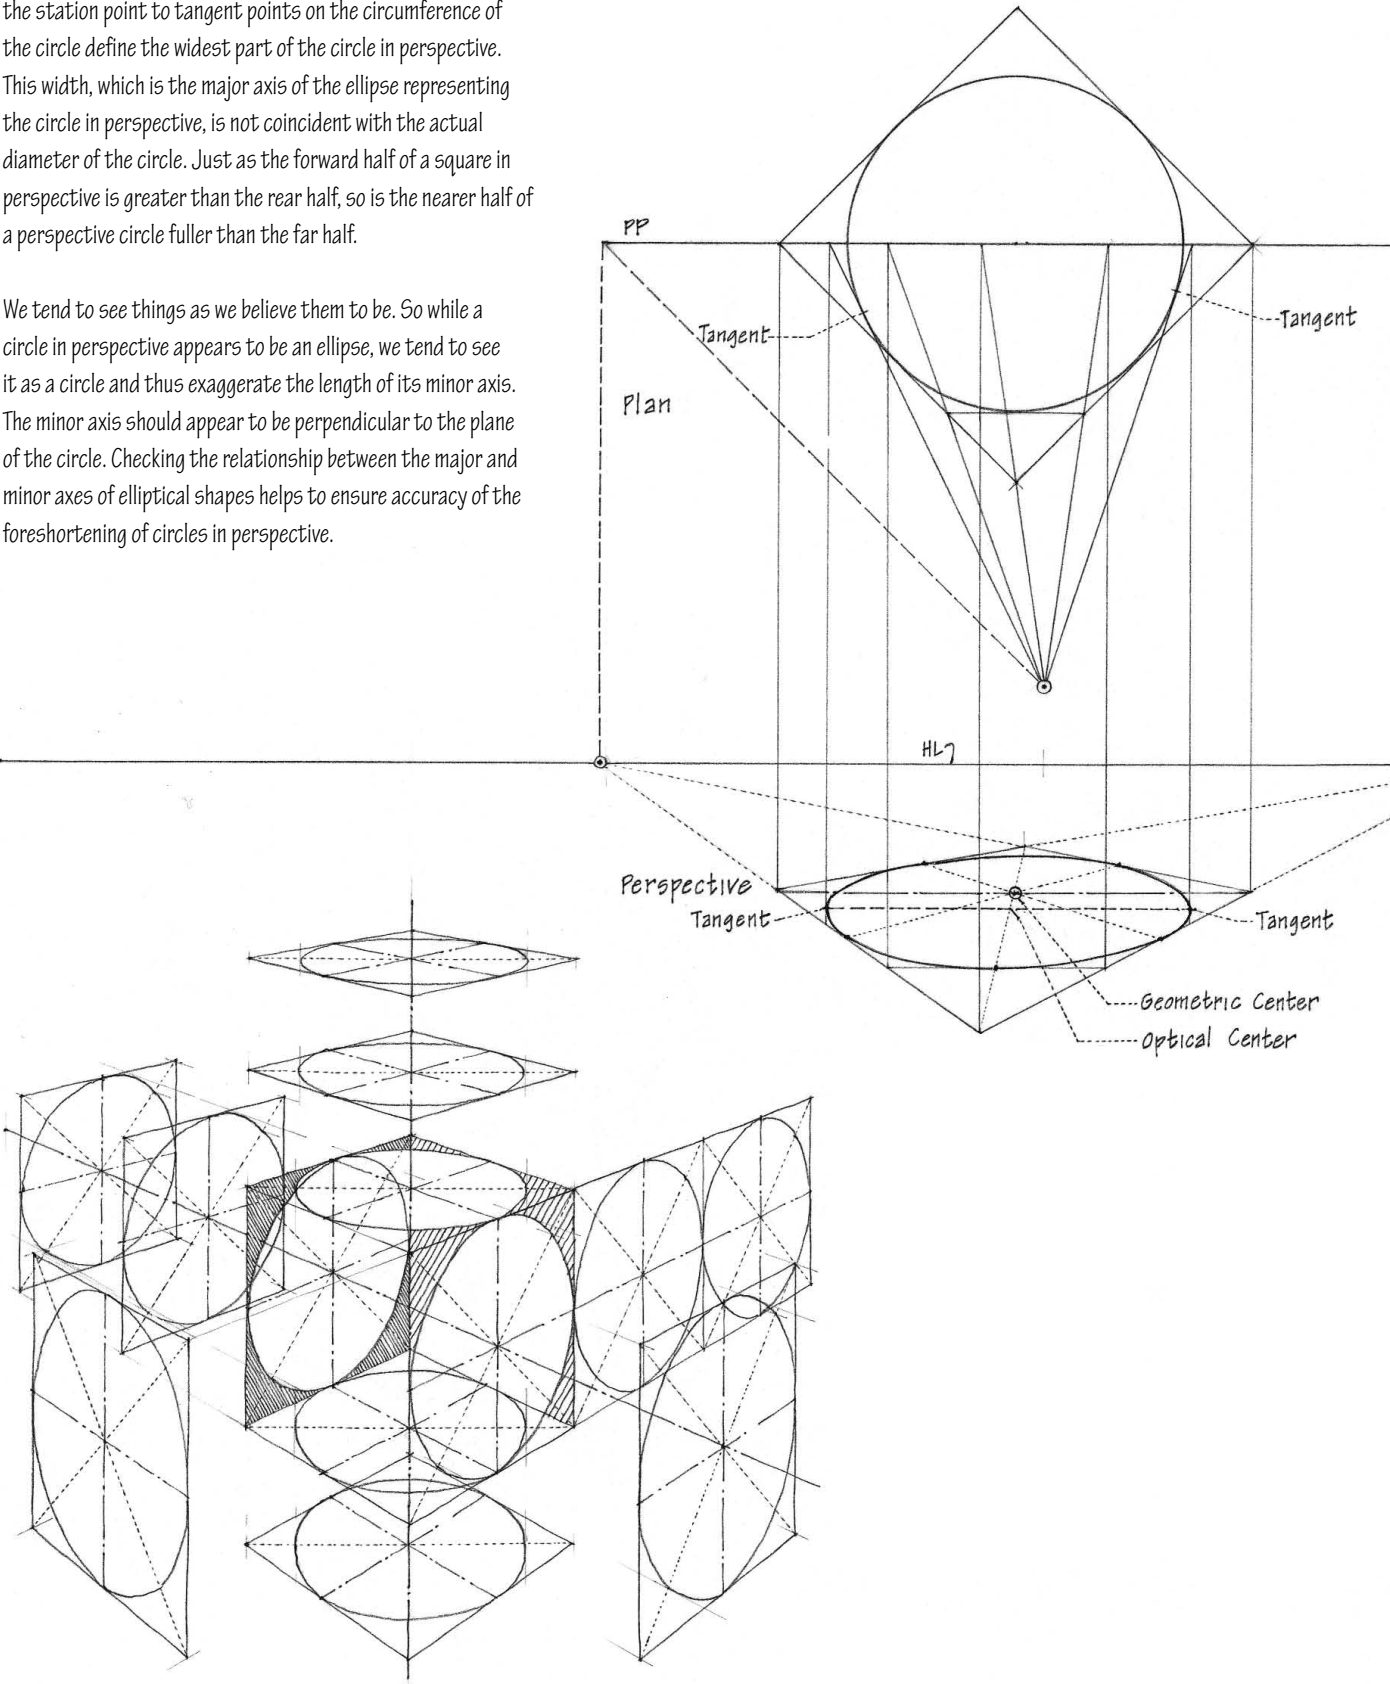 the station point to tangent points on the circumference of
the circle define the widest part of the circle in perspective.
This width, which is the major axis of the ellipse representing
the circle in perspective, is not coincident with the actual
diameter of the circle. Just as the forward half of a square in
perspective is greater than the rear half, so is the nearer half of
a perspective circle fuller than the far half.
We tend to see things as we believe them to be. So while a
circle in perspective appears to be an ellipse, we tend to see
it as a circle and thus exaggerate the length of its minor axis.
The minor axis should appear to be perpendicular to the plane
of the circle. Checking the relationship between the major and
minor axes of elliptical shapes helps to ensure accuracy of the
foreshortening of circles in perspective.
PP
Tangent
Tangent
Plan
HL
Perspective
Tangent
Tangent
Geometric Center
Optical Center